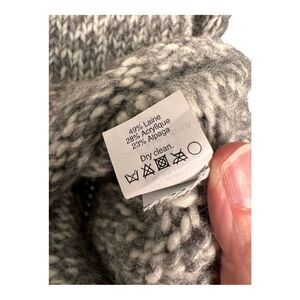 49% Laine
28% Acrylique
23% Alpaga
Dry clean.